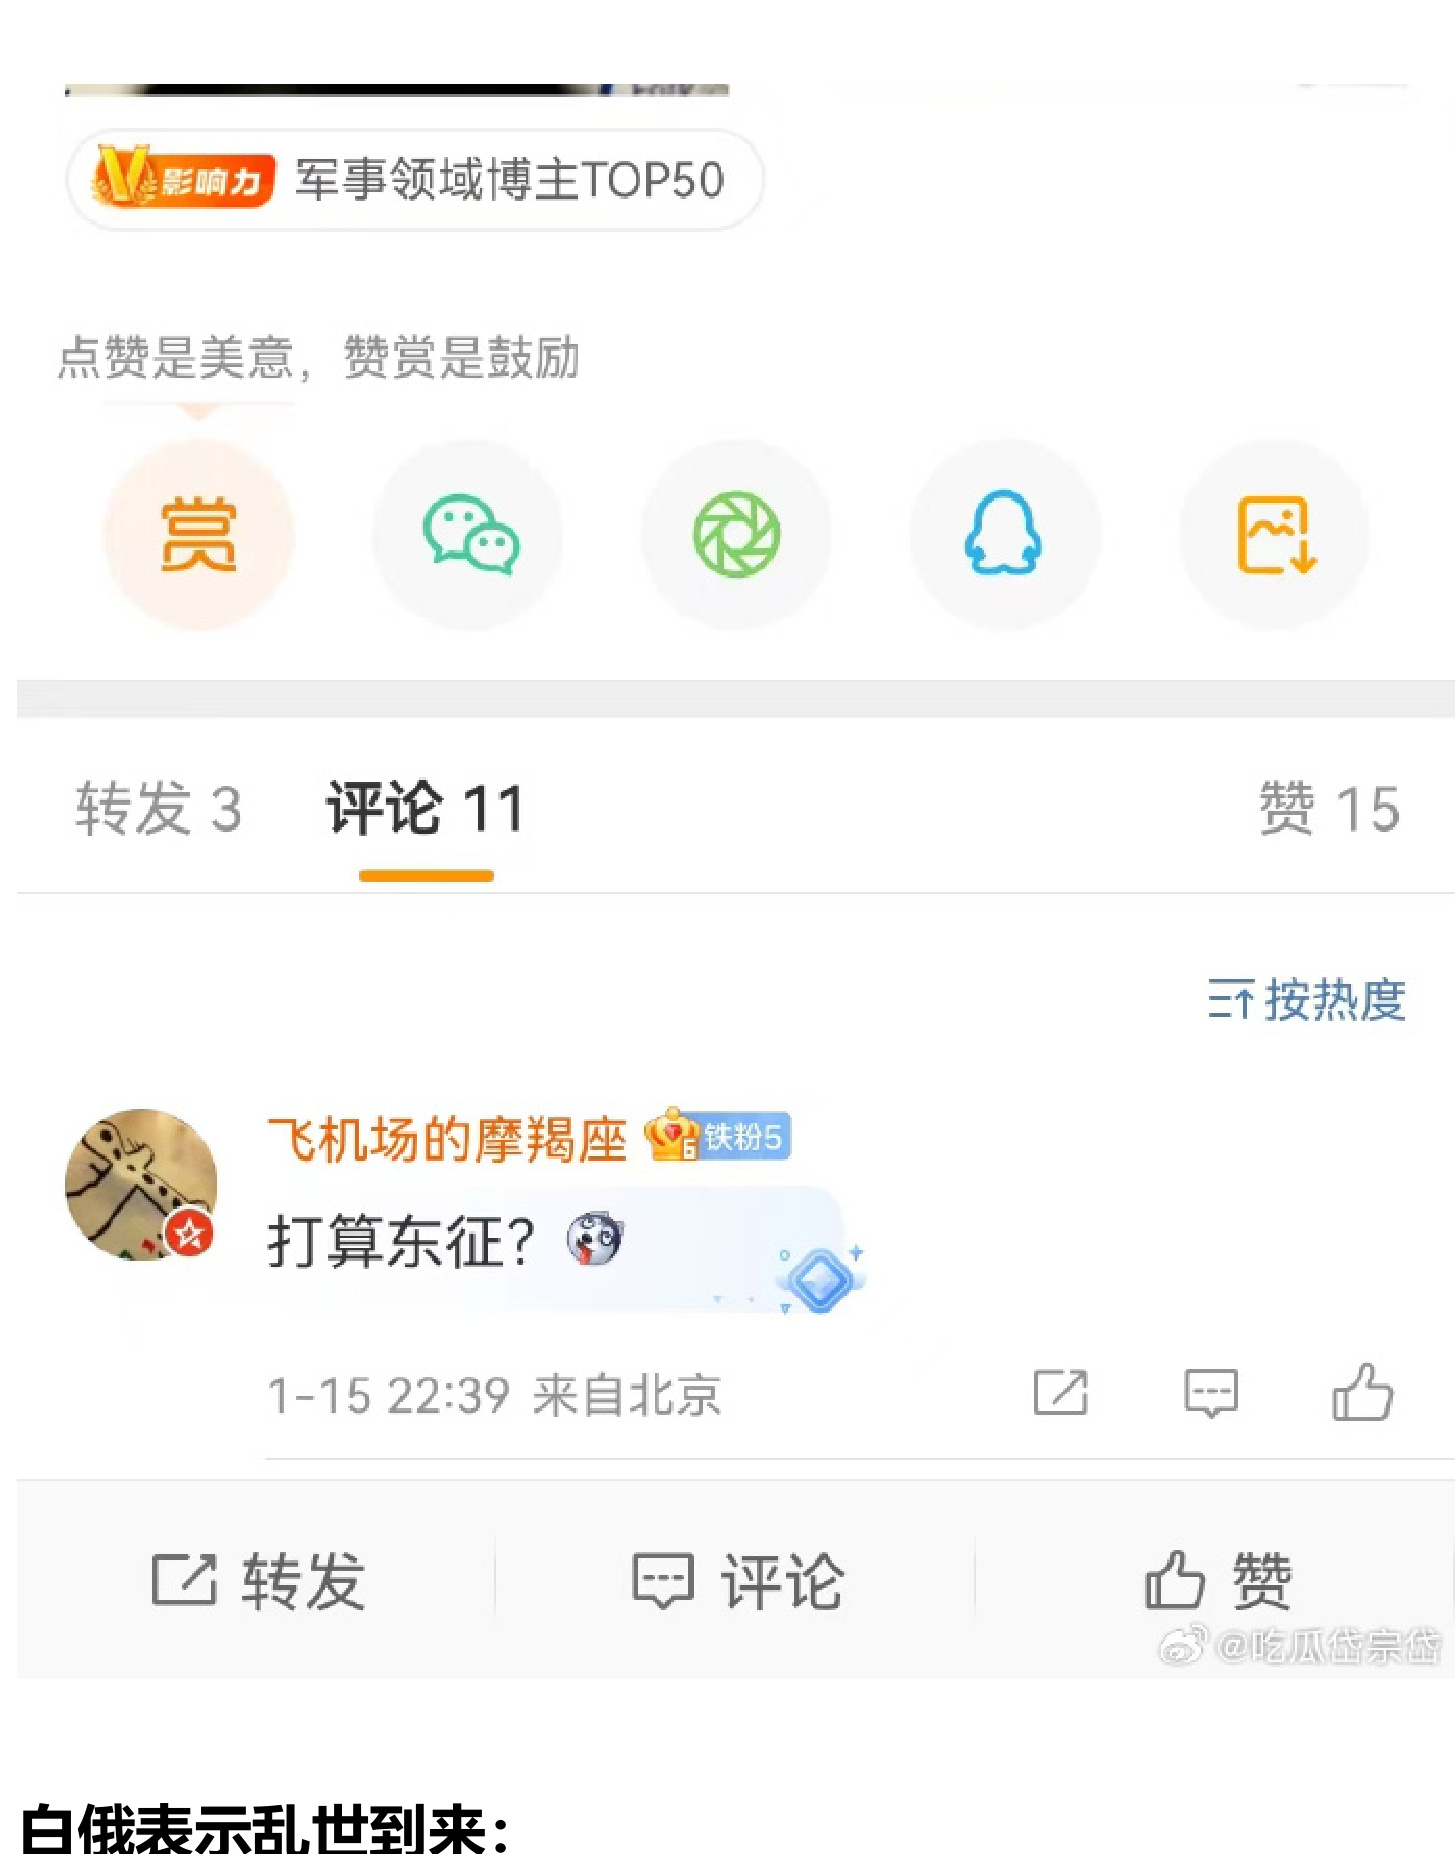 影响力 军事领域博主TOP50
点赞是美意，赞赏是鼓励
赏
转发 3 评论 11 赞 15
按热度
飞机场的摩羯座 6 铁粉5
打算东征？
1-15 22:39 来自北京
转发 评论 赞
@吃瓜岱宗岱
白俄表示乱世到来：